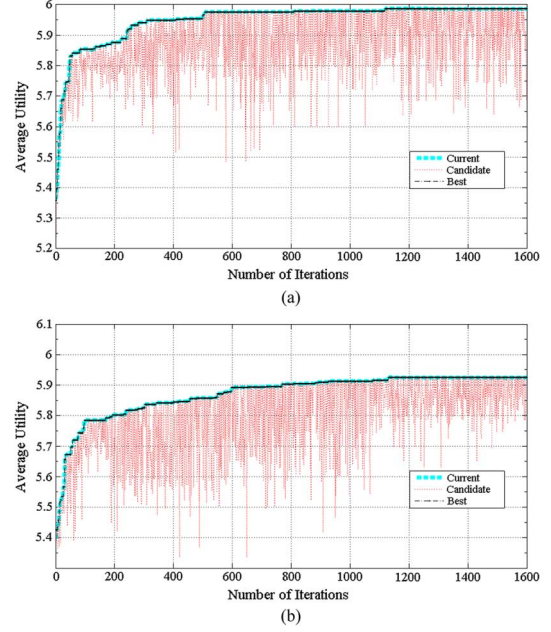 6
5.9
5.8
5.7
5.6
5.5
5.4
5.3
5.2
Average Utility
0 200 400 600 800 1000 1200 1400 1600
Number of Iterations
Current
Candidate
Best
(a)
6.1
6
5.9
5.8
5.7
5.6
5.5
5.4
Average Utility
0 200 400 600 800 1000 1200 1400 1600
Number of Iterations
Current
Candidate
Best
(b)